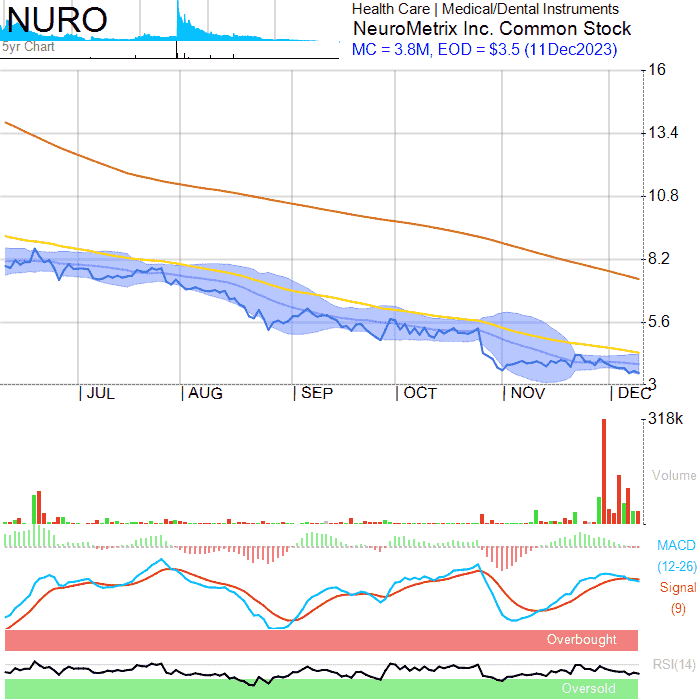 NURO
5yr Chart
Health Care | Medical/Dental Instruments
NeuroMetrix Inc. Common Stock
MC = 3.8M, EOD = $3.5 (11Dec2023)
16
13.4
10.8
8.2
5.6
3
| JUL | AUG | SEP | OCT | NOV | DEC
318k
Volume
MACD
(12-26)
Signal
(9)
Overbought
RSI(14)
Oversold